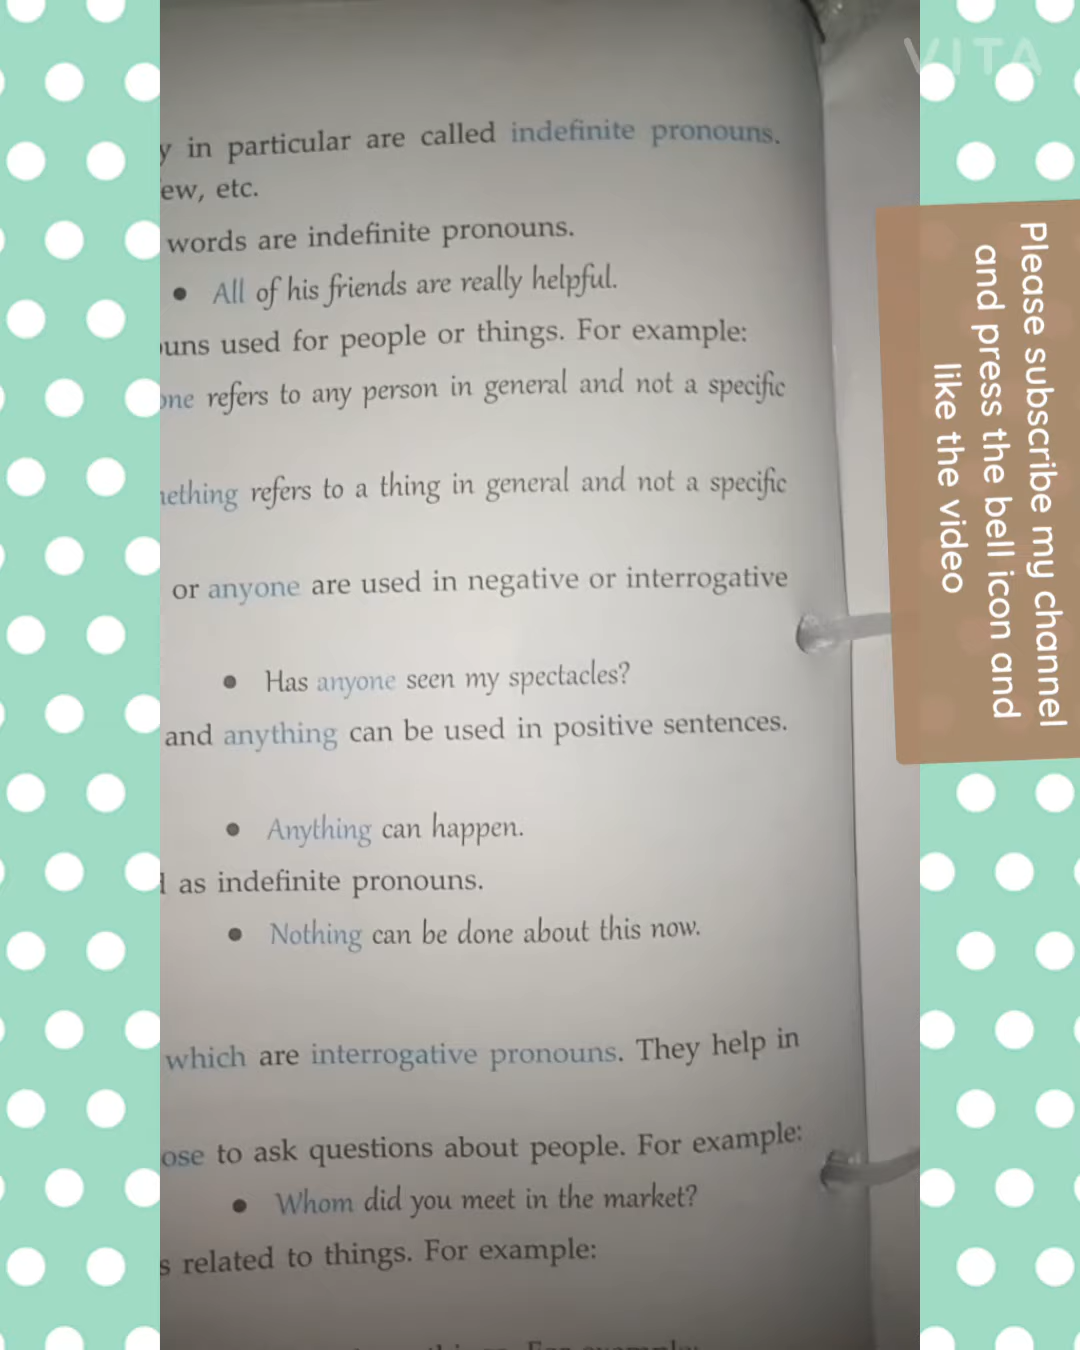 y in particular are called indefinite pronouns.
ew, etc.
words are indefinite pronouns.
• All of his friends are really helpful.
ouns used for people or things. For example:
one refers to any person in general and not a specific
nething refers to a thing in general and not a specific
or anyone are used in negative or interrogative
• Has anyone seen my spectacles?
and anything can be used in positive sentences.
• Anything can happen.
as indefinite pronouns.
• Nothing can be done about this now.
which are interrogative pronouns. They help in
ose to ask questions about people. For example:
• Whom did you meet in the market?
s related to things. For example:
VITA
Please subscribe my channel
and press the bell icon and
like the video